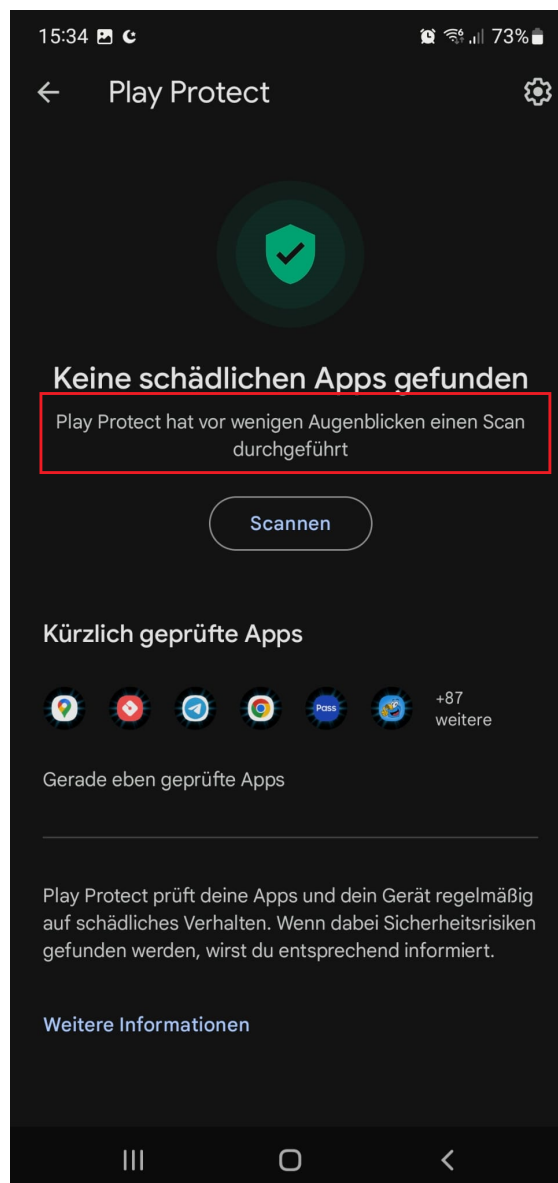 15:34 73%
Play Protect
Keine schädlichen Apps gefunden
Play Protect hat vor wenigen Augenblicken einen Scan
durchgeführt
Scannen
Kürzlich geprüfte Apps
Pass
+87
weitere
Gerade eben geprüfte Apps
Play Protect prüft deine Apps und dein Gerät regelmäßig
auf schädliches Verhalten. Wenn dabei Sicherheitsrisiken
gefunden werden, wirst du entsprechend informiert.
Weitere Informationen